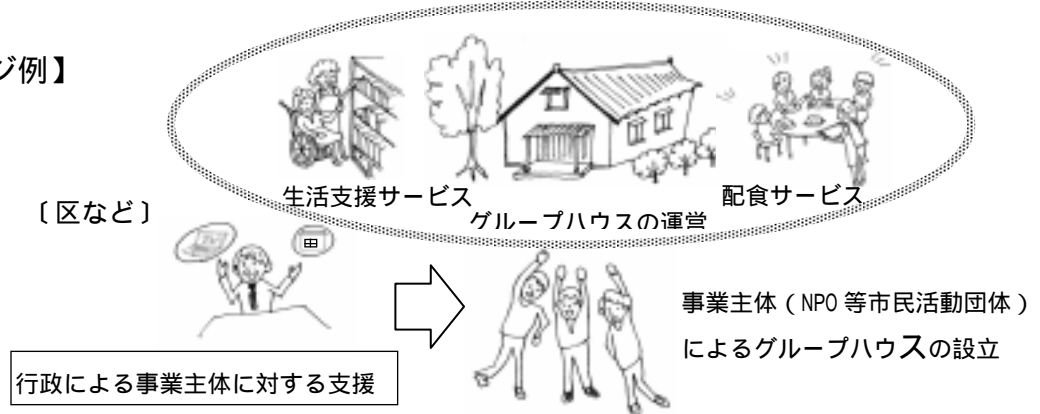 ジ例】
生活支援サービス
グループハウスの運営
配食サービス
〔区など〕
事業主体（NPO 等市民活動団体）
によるグループハウスの設立
行政による事業主体に対する支援